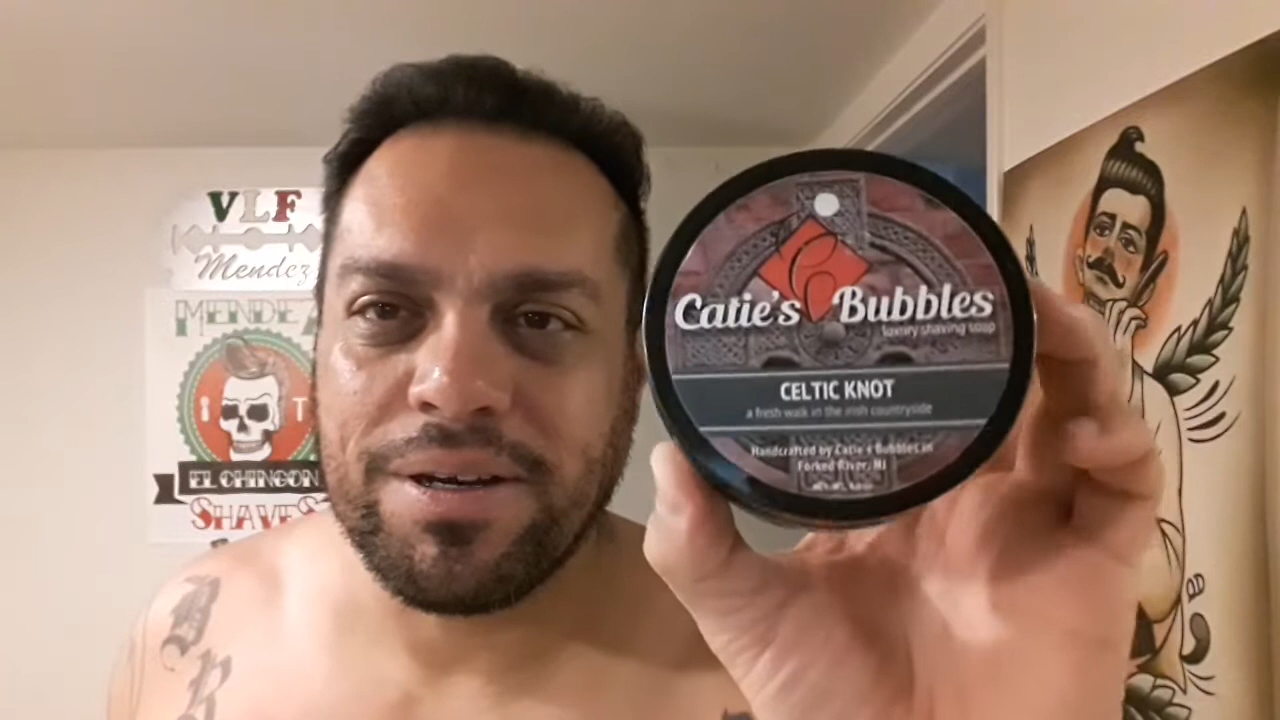 VLF
Mendez
MENDEZ
EL CHINGON
SHAVES
Catie's Bubbles
luxury shaving soap
CELTIC KNOT
a fresh walk in the irish countryside
Handcrafted by Catie's Bubbles in
Forked River, NJ